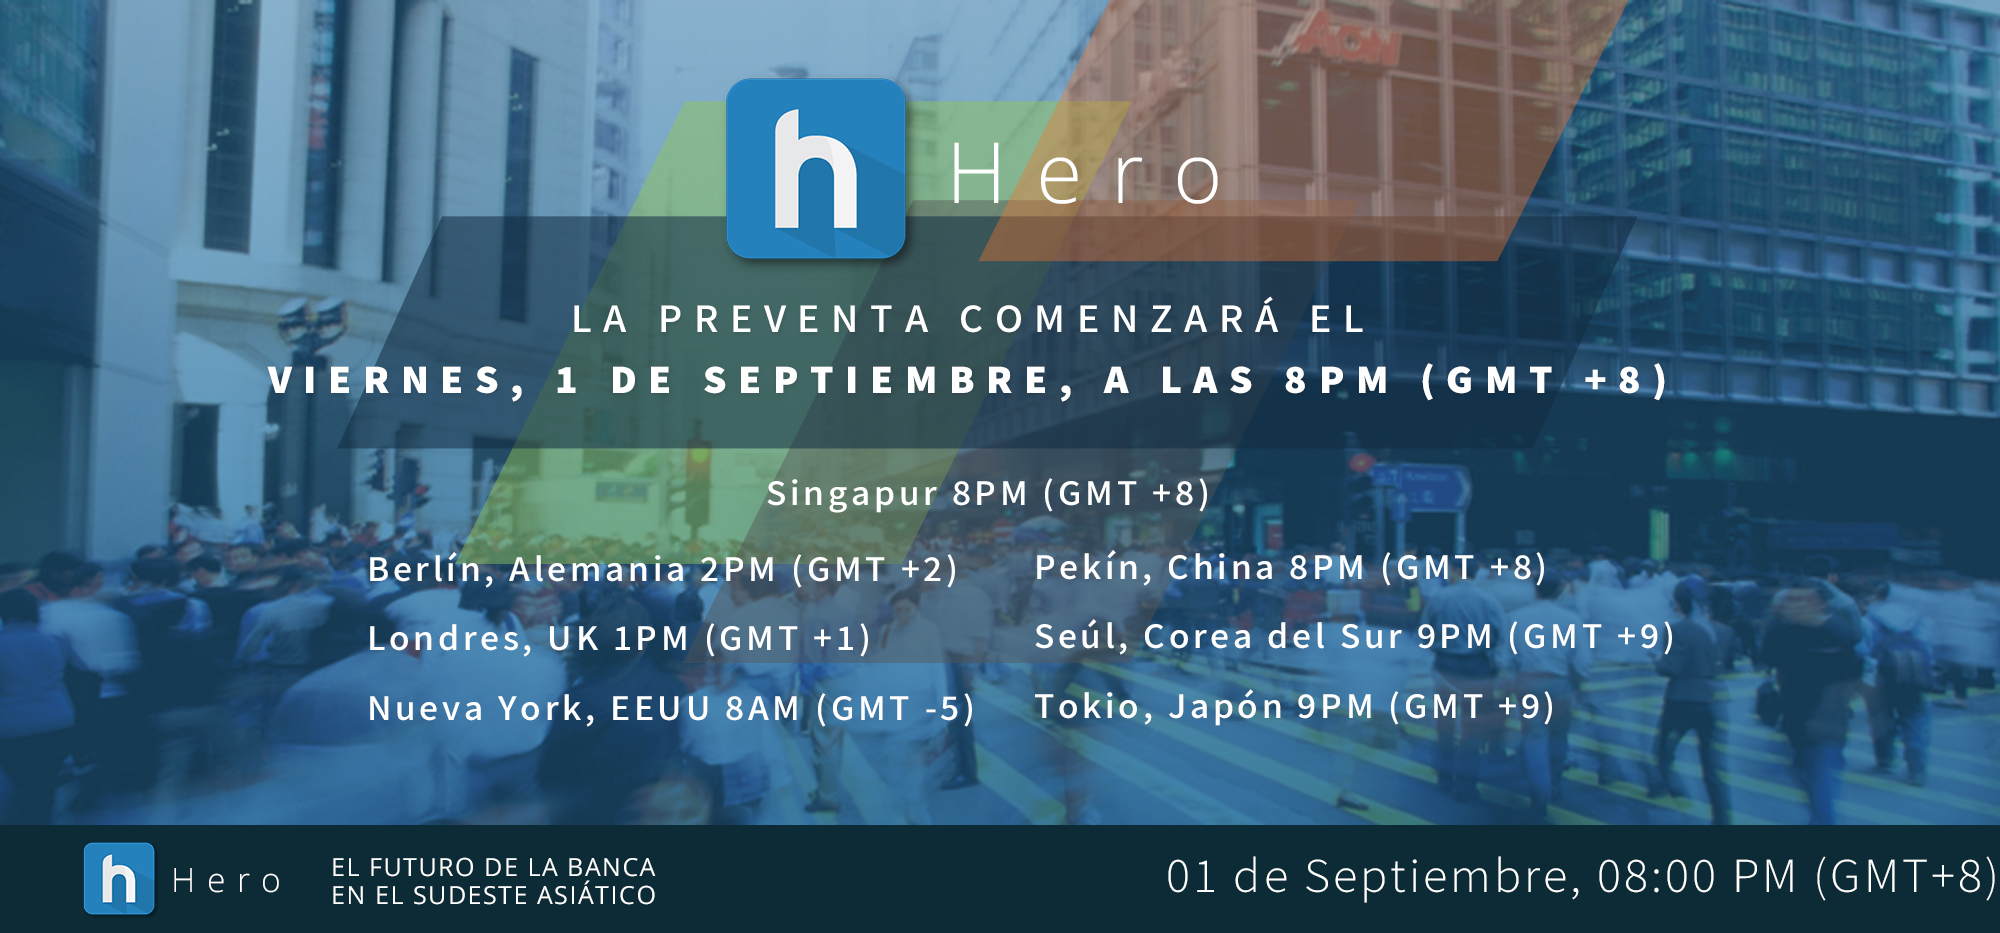 AON
h
Hero
LA PREVENTA COMENZARÁ EL
VIERNES, 1 DE SEPTIEMBRE, A LAS 8PM (GMT +8)
Singapur 8PM (GMT +8)
Berlín, Alemania 2PM (GMT +2)
Pekín, China 8PM (GMT +8)
Londres, UK 1PM (GMT +1)
Seúl, Corea del Sur 9PM (GMT +9)
Nueva York, EEUU 8AM (GMT -5)
Tokio, Japón 9PM (GMT +9)
h Hero
EL FUTURO DE LA BANCA
EN EL SUDESTE ASIÁTICO
01 de Septiembre, 08:00 PM (GMT+8)